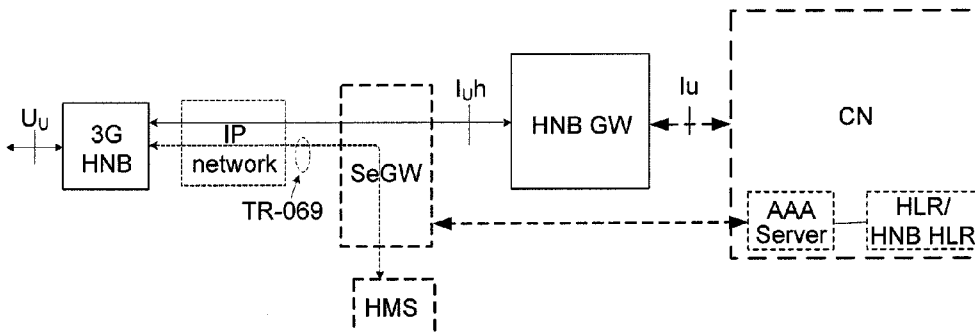 Uu
3G
HNB
IP
network
TR-069
SeGW
HMS
Iuh
HNB GW
Iu
CN
AAA
Server
HLR/
HNB HLR